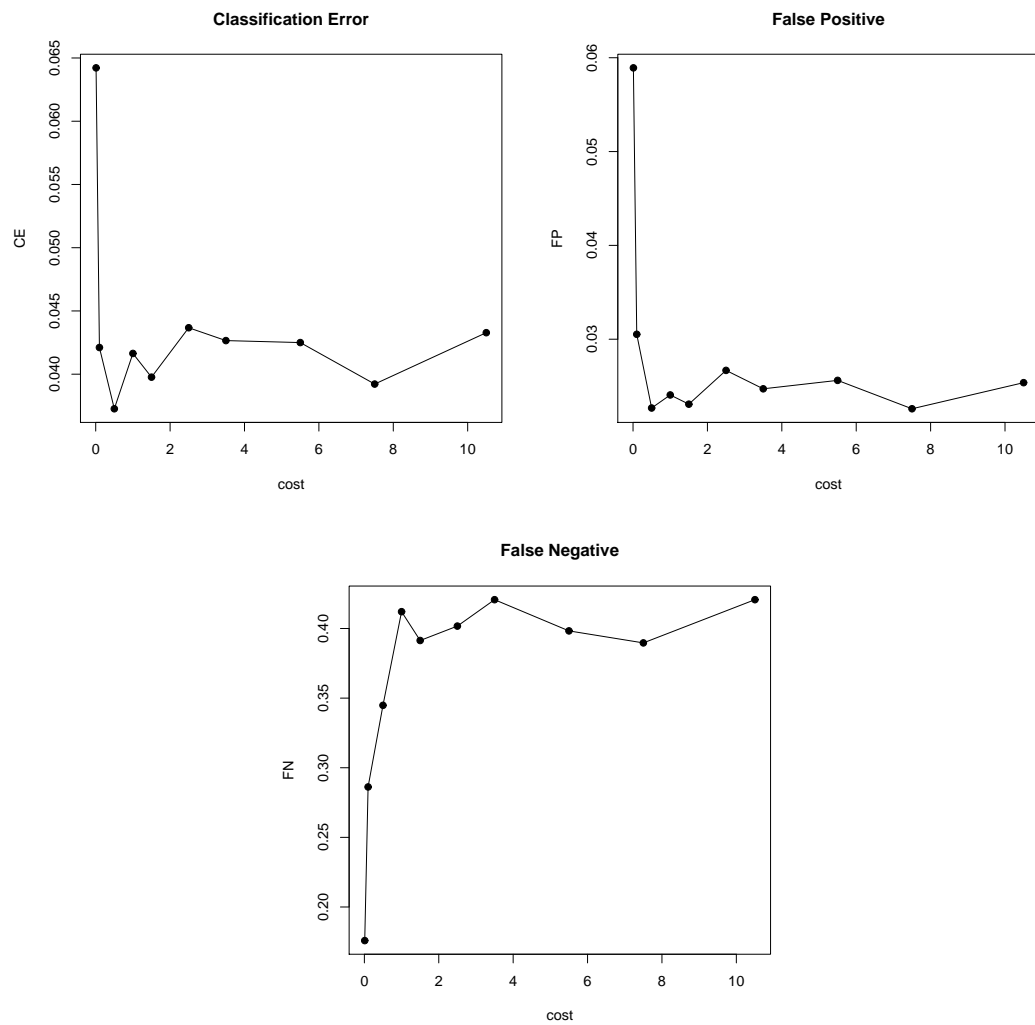 Classification Error
CE
0.065
0.060
0.055
0.050
0.045
0.040
0 2 4 6 8 10
cost
False Positive
FP
0.06
0.05
0.04
0.03
0 2 4 6 8 10
cost
False Negative
FN
0.40
0.35
0.30
0.25
0.20
0 2 4 6 8 10
cost